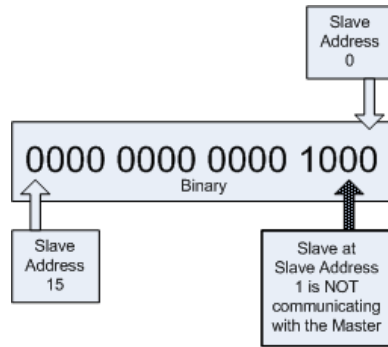 Slave
Address
0
0000 0000 0000 1000
Binary
Slave
Address
15
Slave at
Slave Address
1 is NOT
communicating
with the Master